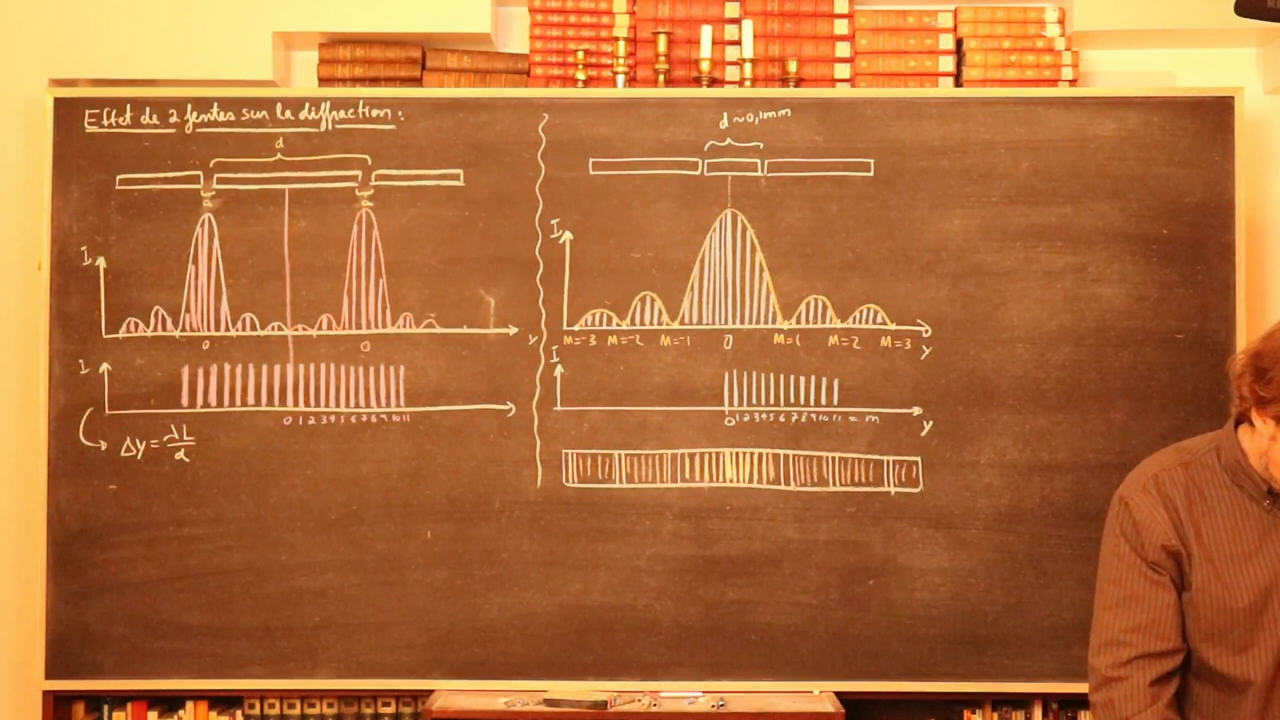 Effet de 2 fentes sur la diffraction :
d
a a
I
y
0 0
I
0 1 2 3 4 5 6 7 8 9 10 11
Δy = λL/d
d ~ 0,1mm
I
M=-3 M=-2 M=-1 0 M=1 M=2 M=3 y
I
0 1 2 3 4 5 6 7 8 9 10 11 = m
y